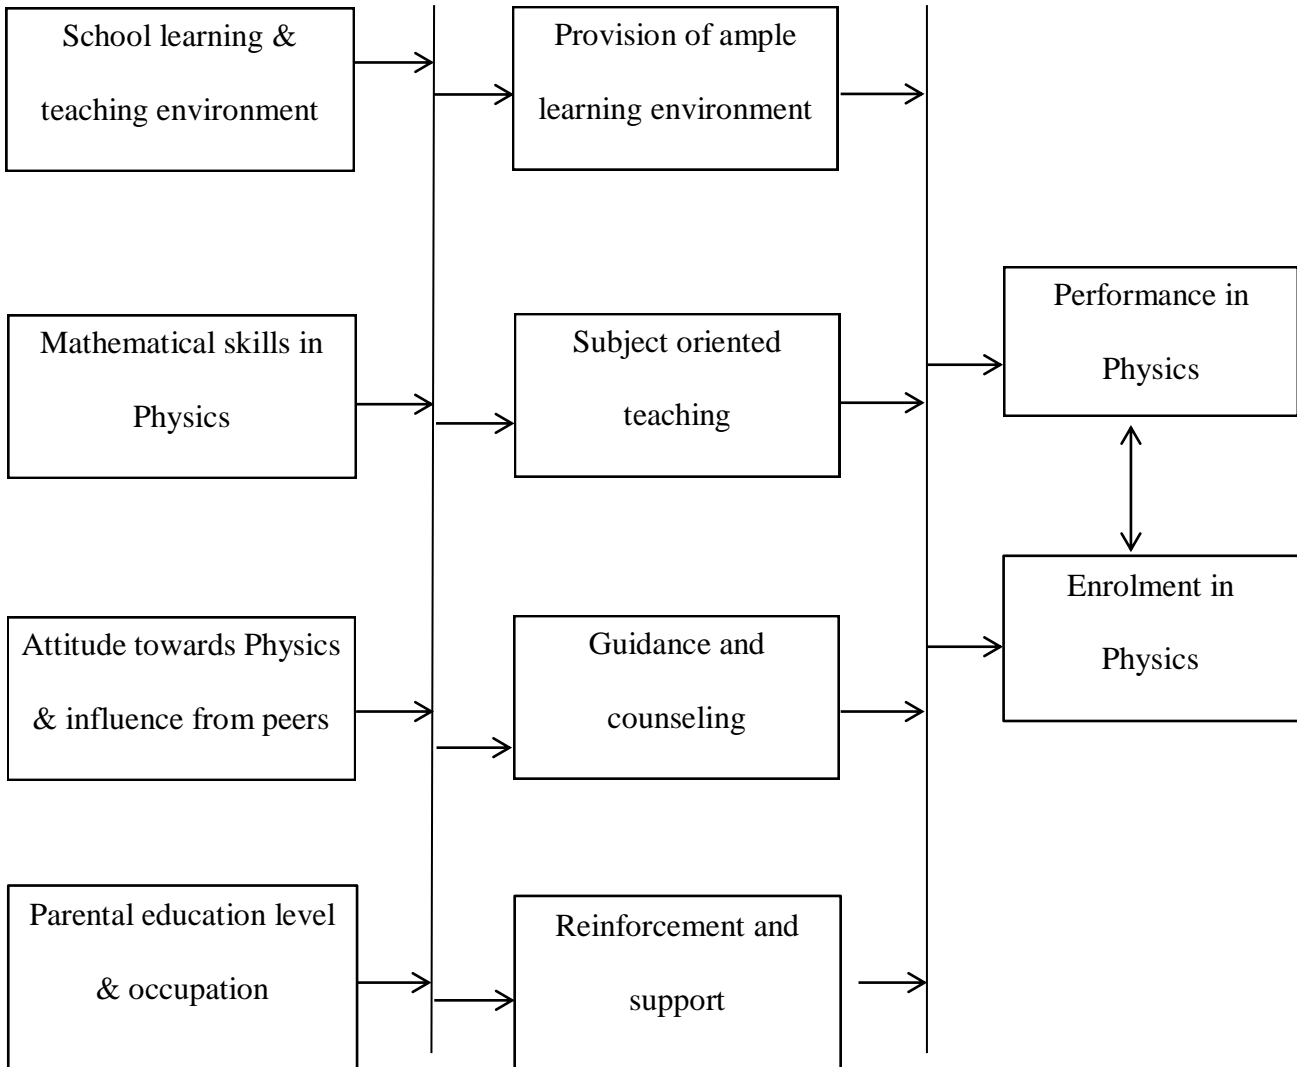 School learning &
teaching environment
Provision of ample
learning environment
Mathematical skills in
Physics
Subject oriented
teaching
Performance in
Physics
Attitude towards Physics
& influence from peers
Guidance and
counseling
Enrolment in
Physics
Parental education level
& occupation
Reinforcement and
support